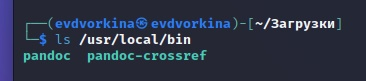 ┌──(evdvorkina㉿evdvorkina)-[~/Загрузки]
└─$ ls /usr/local/bin
pandoc  pandoc-crossref